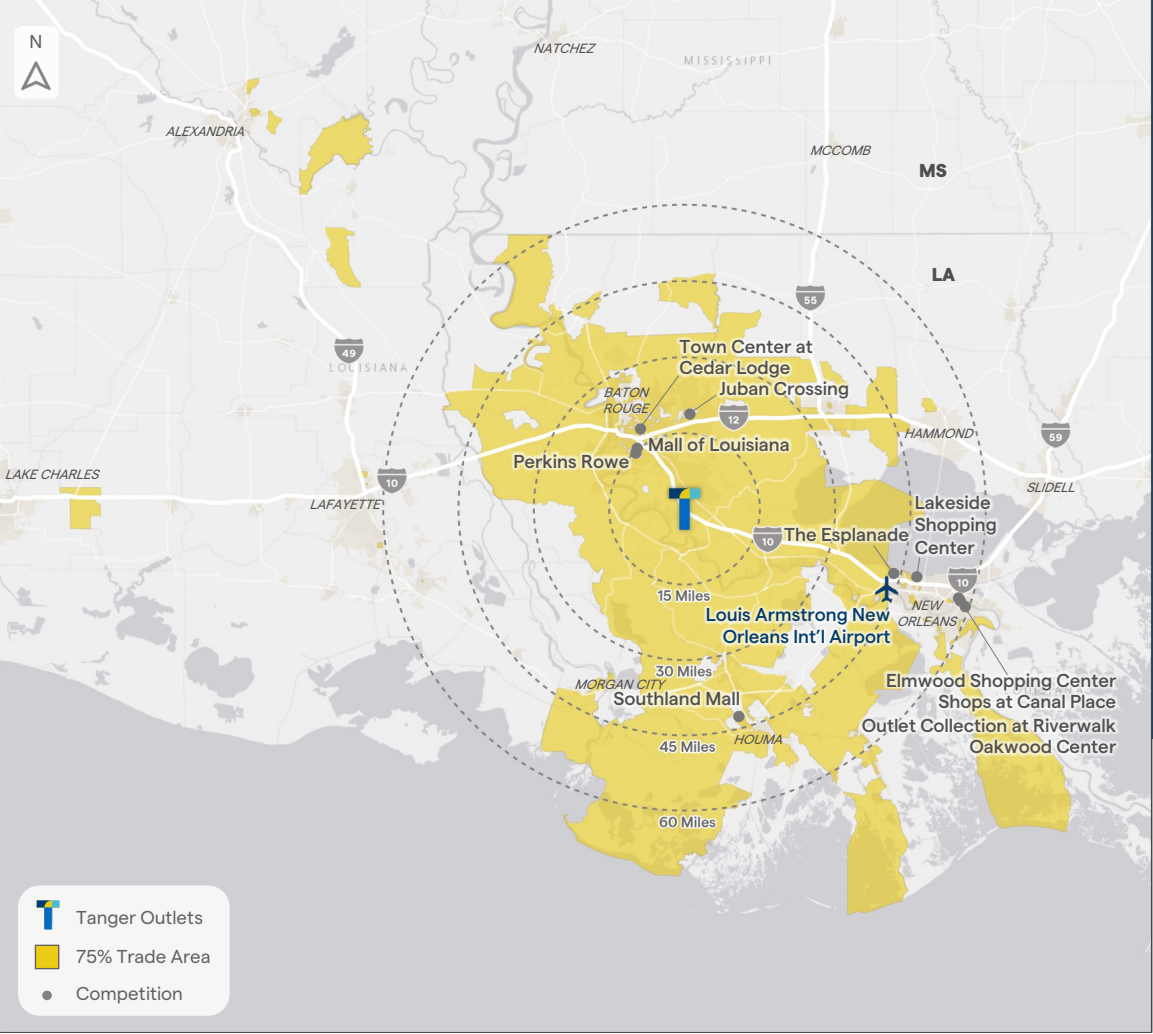 N
NATCHEZ
MISSISSIPPI
ALEXANDRIA
MCCOMB
MS
LA
55
49
LOUISIANA
Town Center at
Cedar Lodge
BATON
ROUGE
Juban Crossing
12
HAMMOND
59
Mall of Louisiana
Perkins Rowe
LAKE CHARLES
10
LAFAYETTE
SLIDELL
Lakeside
Shopping
Center
10
The Esplanade
10
15 Miles
Louis Armstrong New
Orleans Int'l Airport
NEW
ORLEANS
30 Miles
MORGAN CITY
Southland Mall
Elmwood Shopping Center
Shops at Canal Place
Outlet Collection at Riverwalk
Oakwood Center
HOUMA
45 Miles
60 Miles
Tanger Outlets
75% Trade Area
Competition